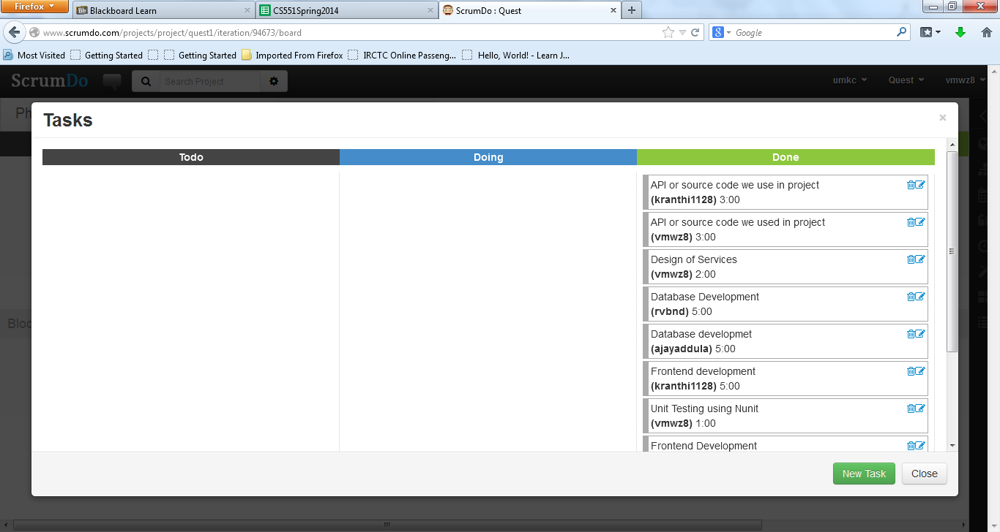 Firefox
Blackboard Learn
CS551Spring2014
ScrumDo : Quest
www.scrumdo.com/projects/project/quest1/iteration/94673/board
Google
Most Visited
Getting Started
Getting Started
Imported From Firefox
IRCTC Online Passeng...
Hello, World! - Learn J...
ScrumDo
Search Project
umkc
Quest
vmwz8
Ph
Tasks
×
Todo
Doing
Done
API or source code we use in project
(kranthi1128) 3:00
API or source code we used in project
(vmwz8) 3:00
Design of Services
(vmwz8) 2:00
Database Development
(rvbnd) 5:00
Database developmet
(ajayaddula) 5:00
Frontend development
(kranthi1128) 5:00
Unit Testing using Nunit
(vmwz8) 1:00
Frontend Development
Bloc
New Task
Close